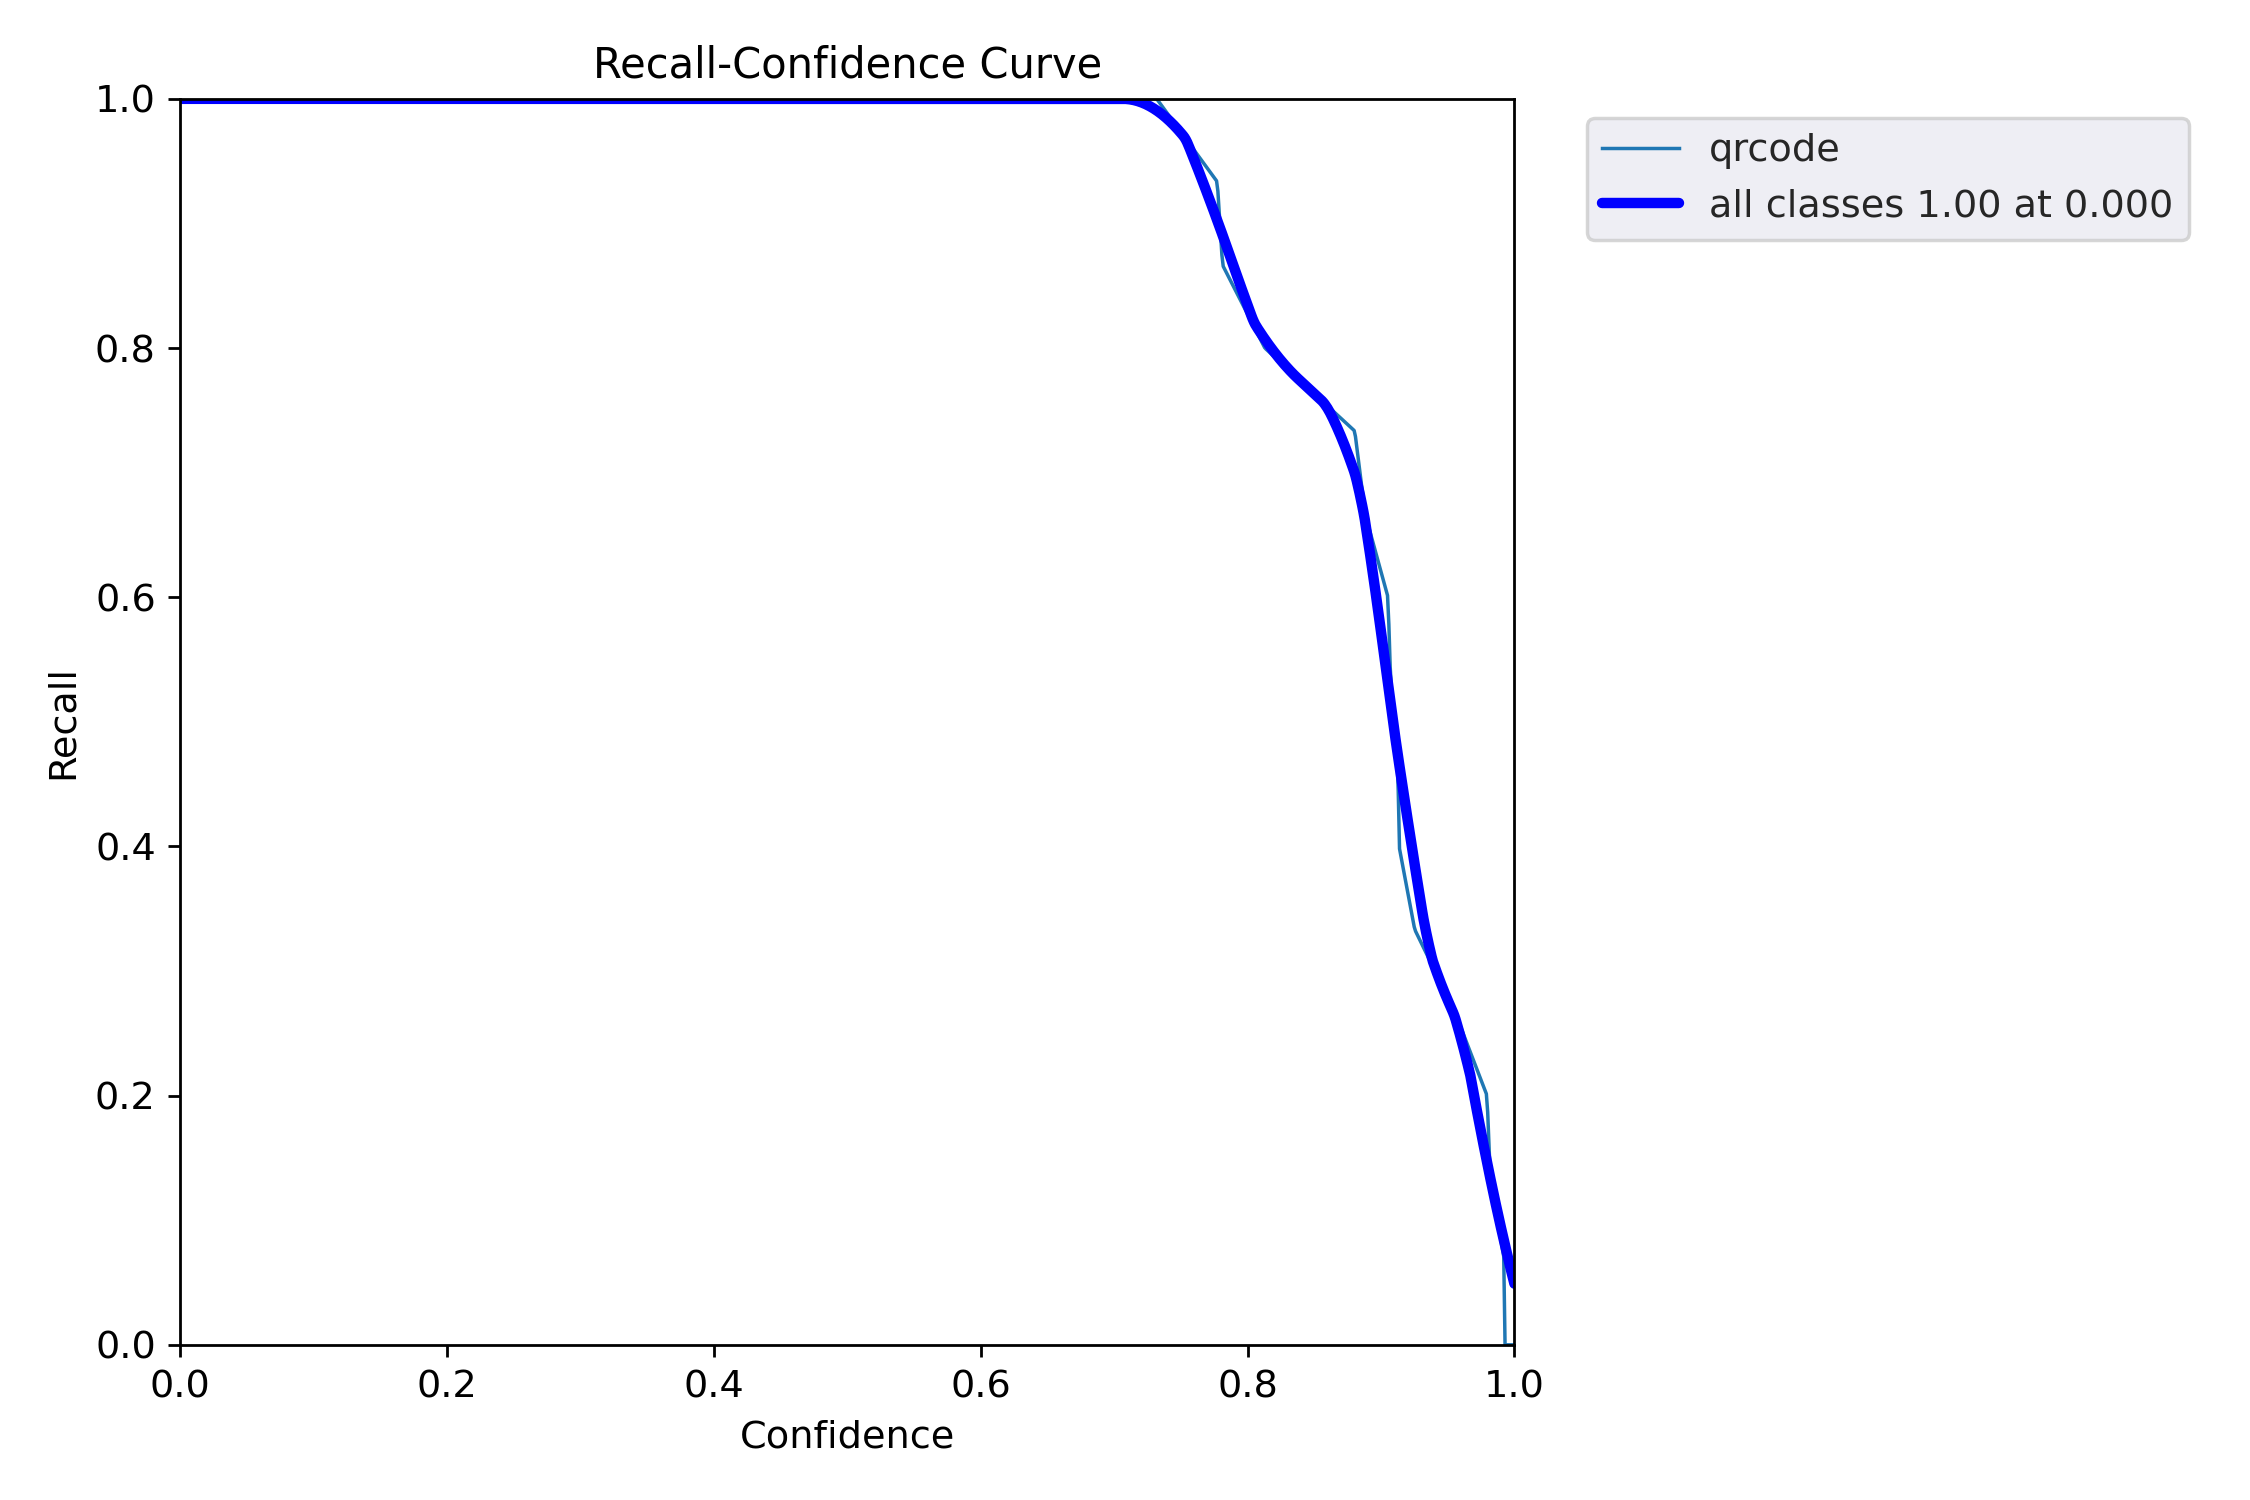 Recall-Confidence Curve
1.0
0.8
0.6
0.4
0.2
0.0
Recall
0.0 0.2 0.4 0.6 0.8 1.0
Confidence
qrcode
all classes 1.00 at 0.000